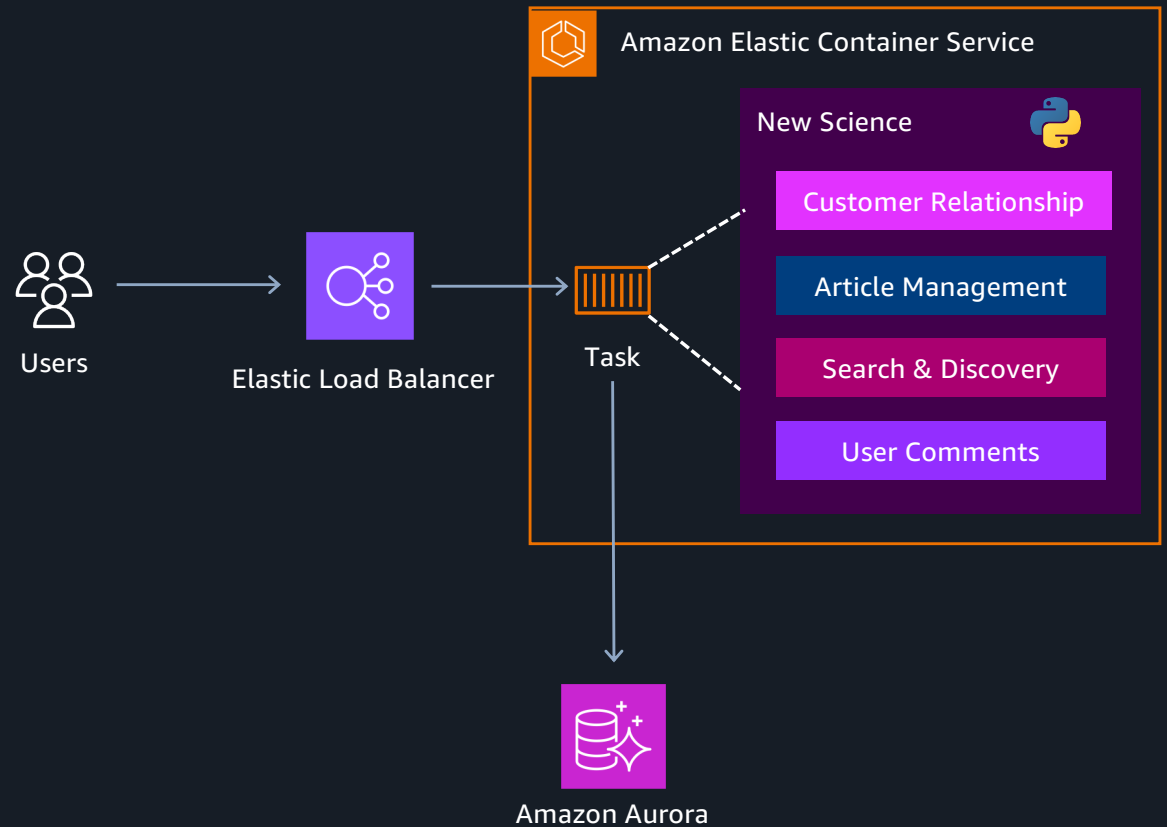 Amazon Elastic Container Service
New Science
Customer Relationship
Article Management
Search & Discovery
User Comments
Users
Elastic Load Balancer
Task
Amazon Aurora